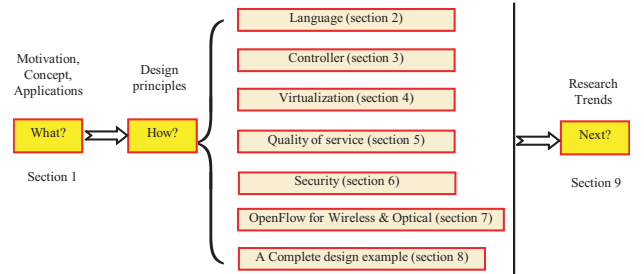 Motivation,
Concept,
Applications
What?
Section 1
Design
principles
How?
Language (section 2)
Controller (section 3)
Virtualization (section 4)
Quality of service (section 5)
Security (section 6)
OpenFlow for Wireless & Optical (section 7)
A Complete design example (section 8)
Research
Trends
Next?
Section 9